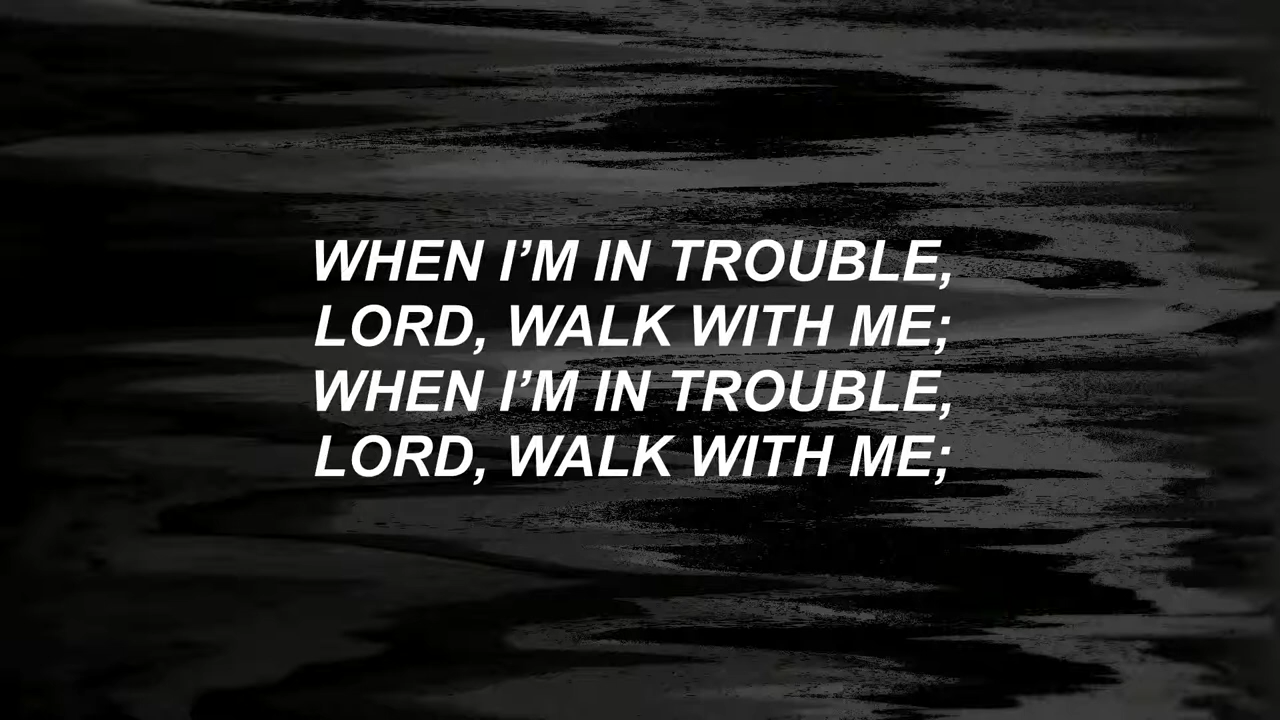 WHEN I’M IN TROUBLE,
LORD, WALK WITH ME;
WHEN I’M IN TROUBLE,
LORD, WALK WITH ME;